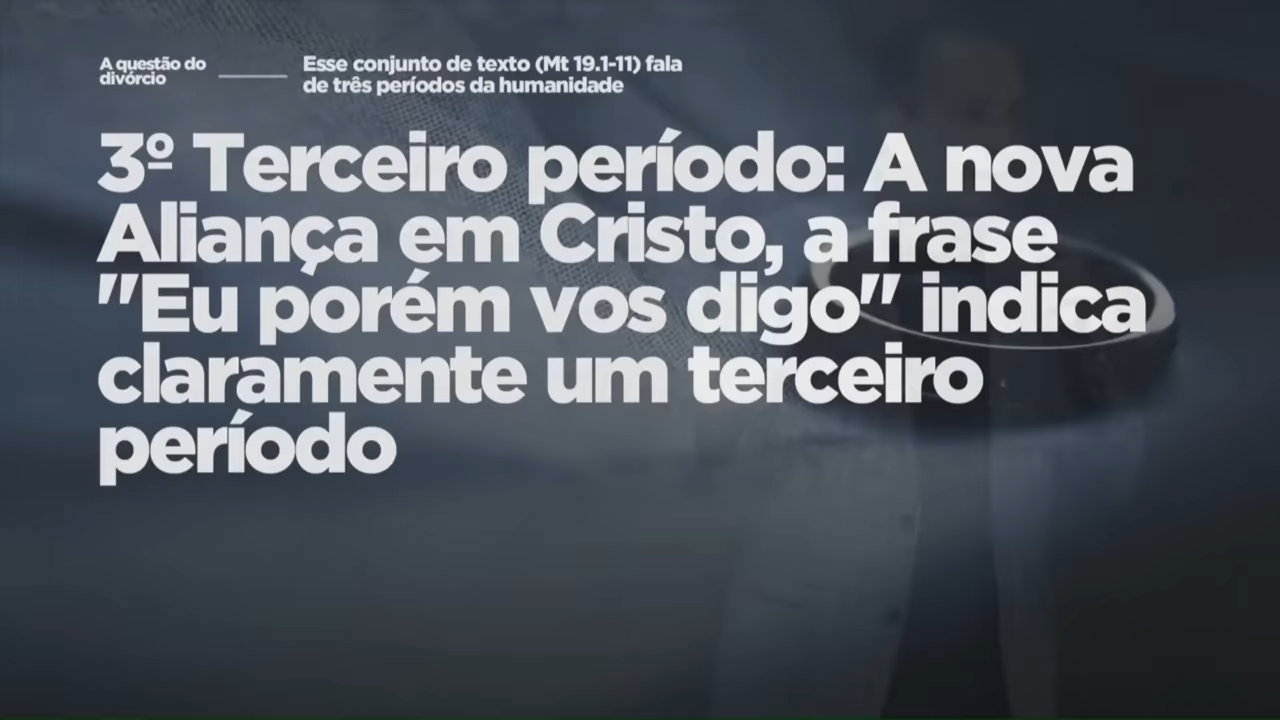 A questão do
divórcio
Esse conjunto de texto (Mt 19.1-11) fala
de três períodos da humanidade
3º Terceiro período: A nova
Aliança em Cristo, a frase
"Eu porém vos digo" indica
claramente um terceiro
período